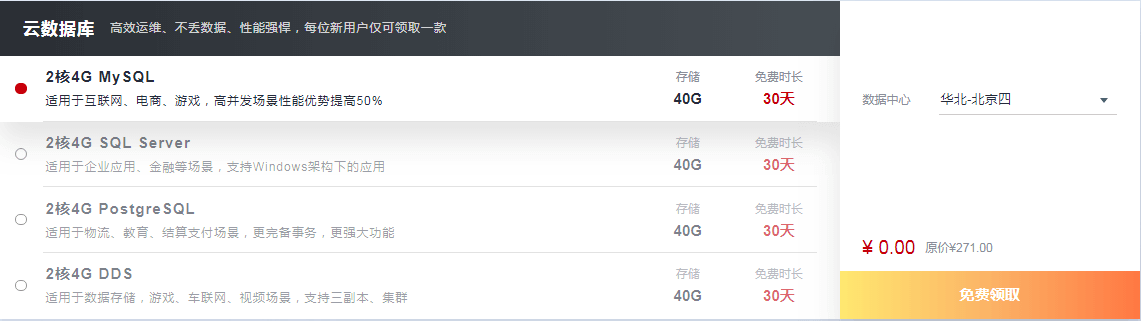 云数据库 高效运维、不丢数据、性能强悍，每位新用户仅可领取一款
2核4G MySQL 存储 免费时长
适用于互联网、电商、游戏，高并发场景性能优势提高50% 40G 30天
数据中心 华北-北京四
2核4G SQL Server 存储 免费时长
适用于企业应用、金融等场景，支持Windows架构下的应用 40G 30天
2核4G PostgreSQL 存储 免费时长
适用于物流、教育、结算支付场景，更完备事务，更强大功能 40G 30天
¥ 0.00 原价¥271.00
2核4G DDS 存储 免费时长
适用于数据存储，游戏、车联网、视频场景，支持三副本、集群 40G 30天
免费领取